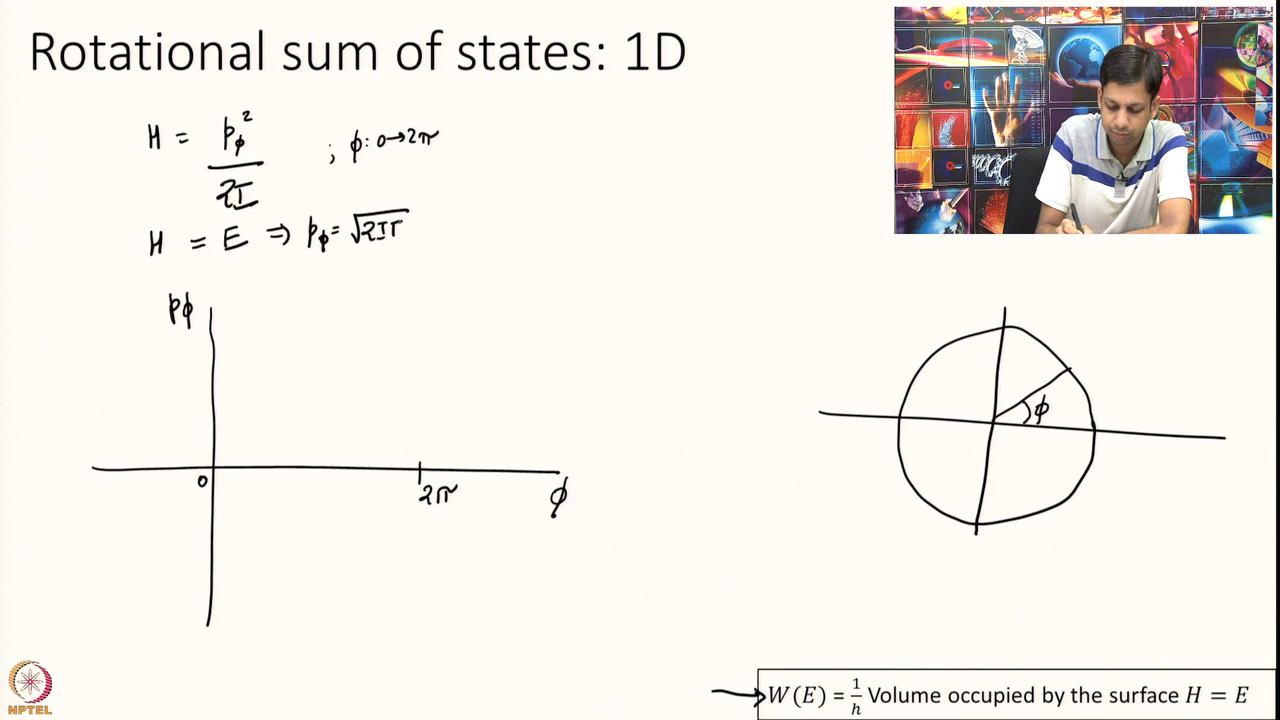 Rotational sum of states: 1D
H = pϕ² / 2I ; ϕ: 0→2π
H = E ⇒ pϕ = √2IE
pϕ
0
2π
ϕ
ϕ
W(E) = 1/h Volume occupied by the surface H = E
NPTEL